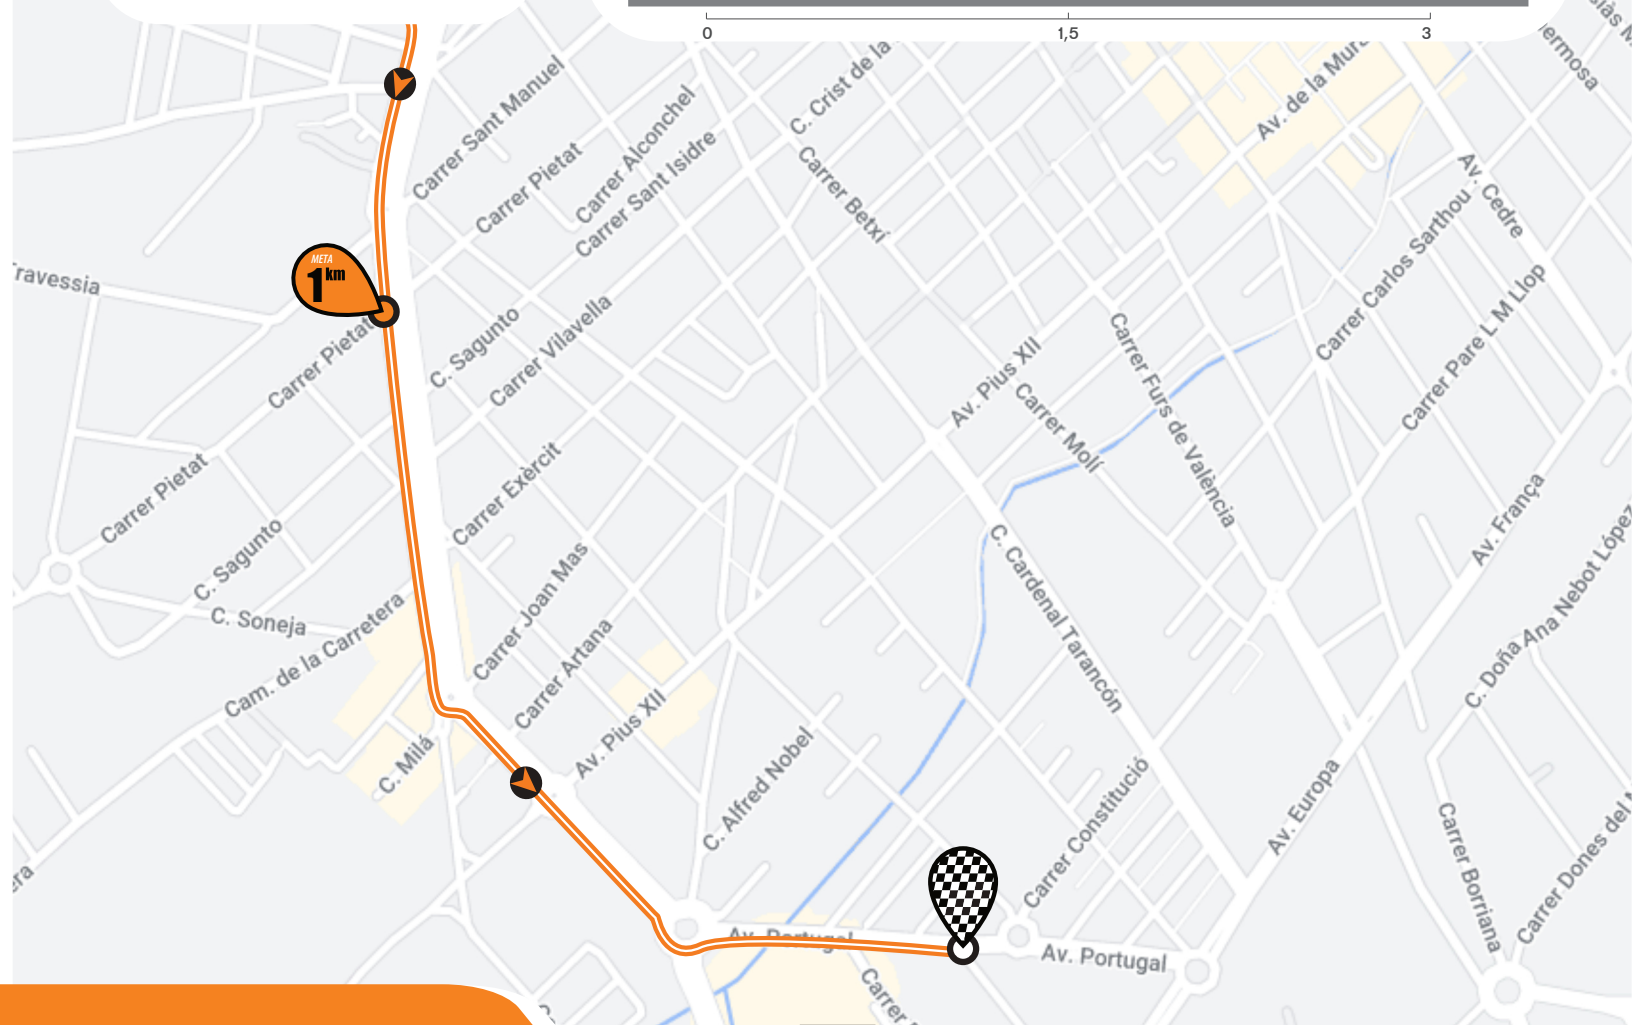 0
1,5
3
Carrer Sant Manuel
Carrer Alconchel
C. Crist de la
Av. de la Mura
Carrer Pietat
Carrer Sant Isidre
Carrer Betxí
Av. Cedre
Carrer Carlos Sarthou
META
1 km
Travessia
Carrer Pietat
C. Sagunto
Carrer Vilavella
Carrer Pare L M Llop
Av. Pius XII
Carrer Furs de València
Carrer Molí
Carrer Pietat
Carrer Exèrcit
Av. França
C. Sagunto
C. Soneja
Cam. de la Carretera
Carrer Joan Mas
Carrer Artana
C. Cardenal Tarancón
C. Doña Ana Nebot López
C. Milá
Av. Pius XII
C. Alfred Nobel
Carrer Constitució
Av. Europa
Carrer Borriana
Carrer Dones del
Av. Portugal
Av. Portugal
Carrer
C.